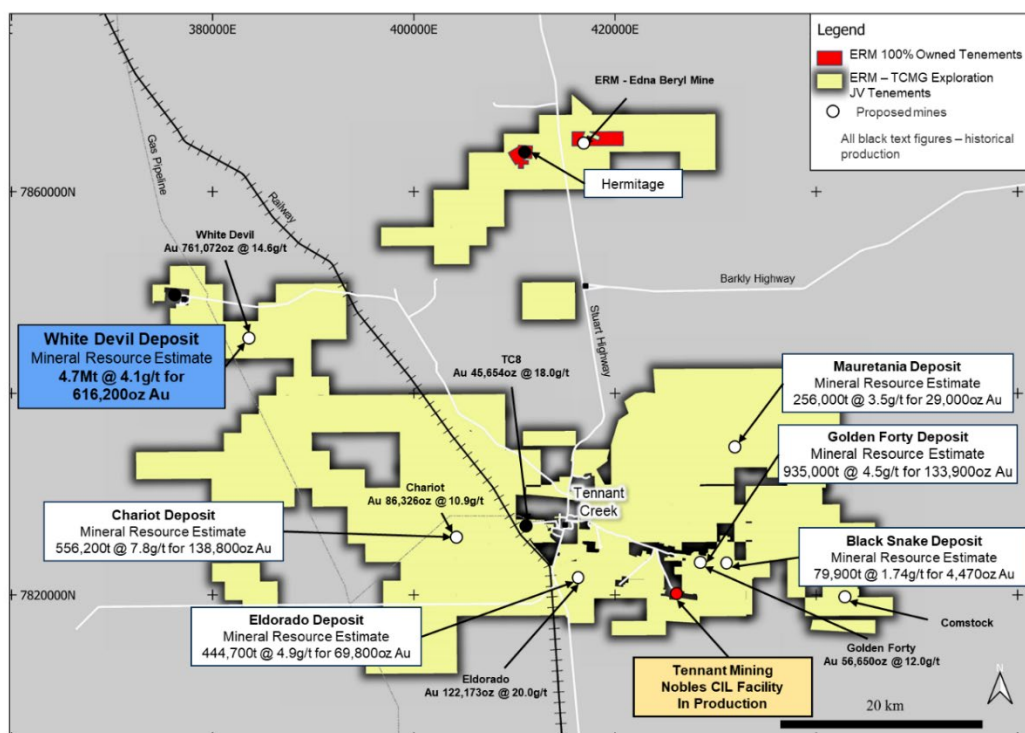 380000E
400000E
420000E
Legend
ERM 100% Owned Tenements
ERM – TCMG Exploration
JV Tenements
Proposed mines
All black text figures – historical
production
ERM - Edna Beryl Mine
Gas Pipeline
Railway
Hermitage
7860000N
White Devil
Au 761,072oz @ 14.6g/t
Barkly Highway
Stuart Highway
White Devil Deposit
Mineral Resource Estimate
4.7Mt @ 4.1g/t for
616,200oz Au
TC8
Au 45,654oz @ 18.0g/t
Mauretania Deposit
Mineral Resource Estimate
256,000t @ 3.5g/t for 29,000oz Au
Golden Forty Deposit
Mineral Resource Estimate
935,000t @ 4.5g/t for 133,900oz Au
Chariot
Au 86,326oz @ 10.9g/t
Tennant
Creek
Chariot Deposit
Mineral Resource Estimate
556,200t @ 7.8g/t for 138,800oz Au
Black Snake Deposit
Mineral Resource Estimate
79,900t @ 1.74g/t for 4,470oz Au
7820000N
Eldorado Deposit
Mineral Resource Estimate
444,700t @ 4.9g/t for 69,800oz Au
Comstock
Golden Forty
Au 56,650oz @ 12.0g/t
Eldorado
Au 122,173oz @ 20.0g/t
Tennant Mining
Nobles CIL Facility
In Production
N
20 km